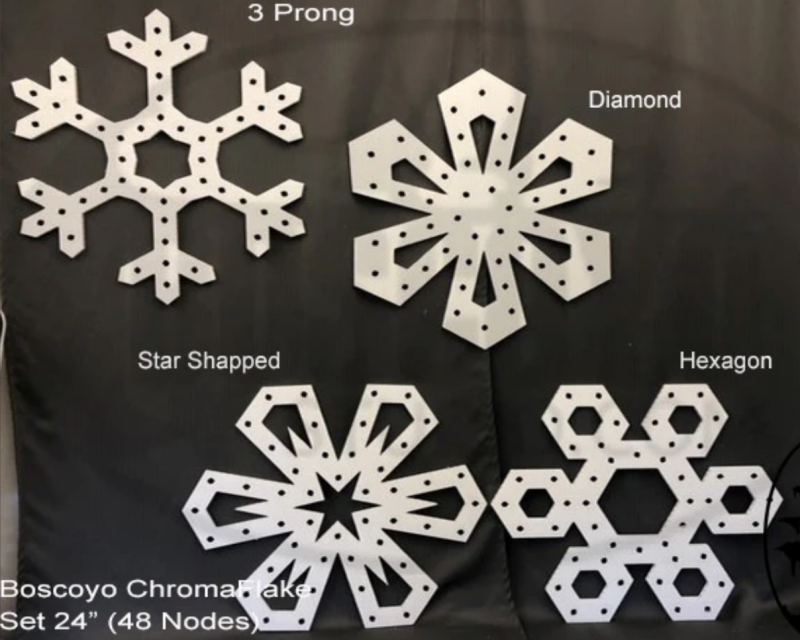 3 Prong
Diamond
Star Shapped
Hexagon
Boscoyo ChromaFlake
Set 24” (48 Nodes)